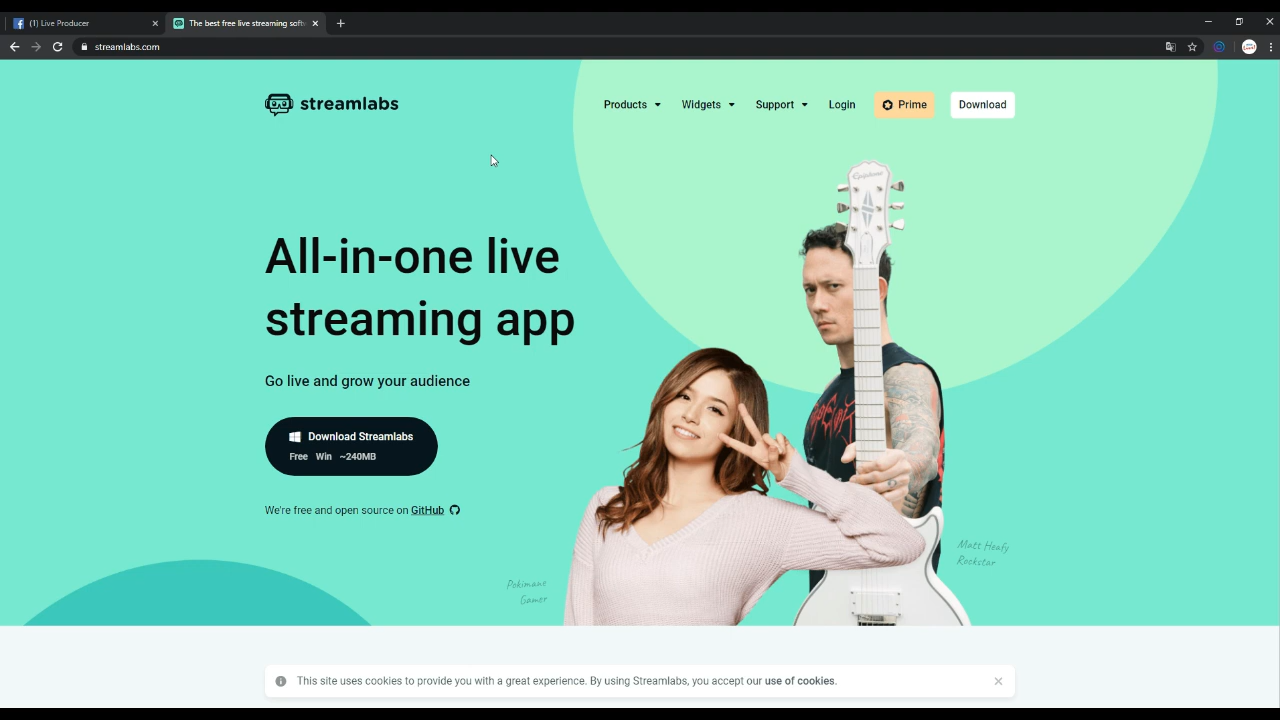 (1) Live Producer
The best free live streaming soft
streamlabs.com
streamlabs
Products
Widgets
Support
Login
Prime
Download
Epiphone
All-in-one live
streaming app
Go live and grow your audience
Download Streamlabs
Free Win ~240MB
We're free and open source on GitHub
Matt Heafy
Rockstar
Pokimane
Gamer
This site uses cookies to provide you with a great experience. By using Streamlabs, you accept our use of cookies.